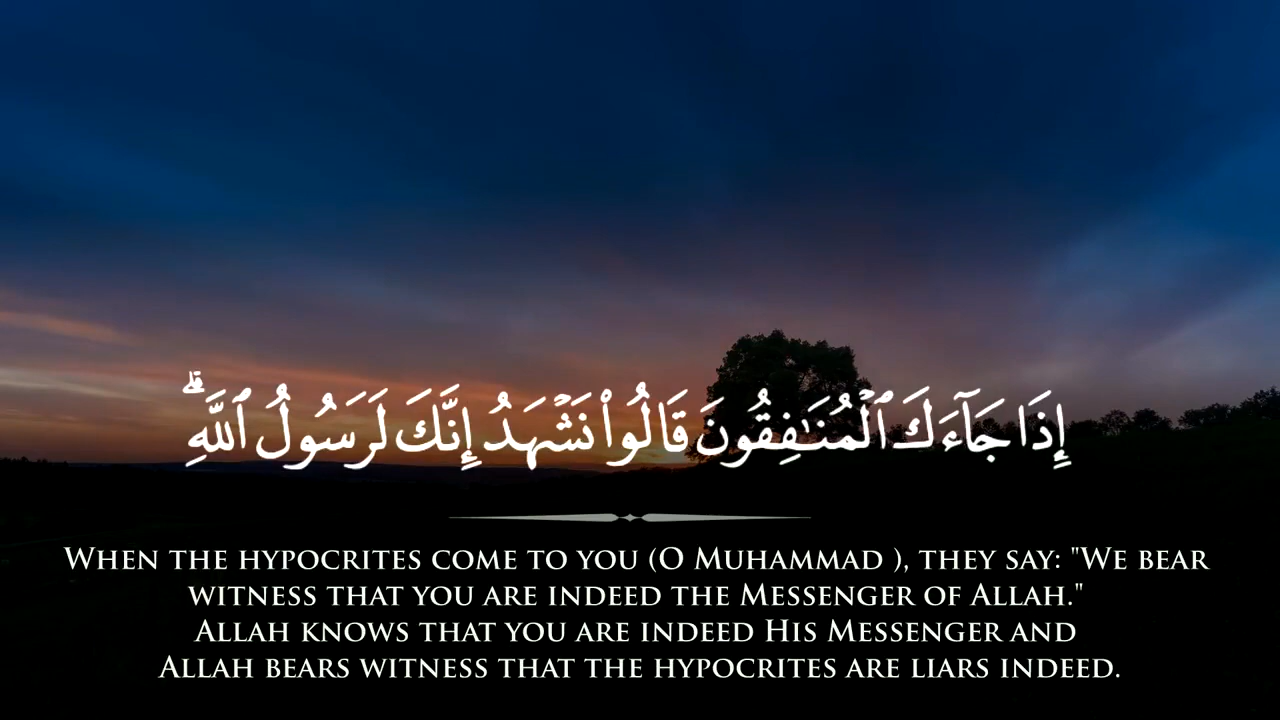 إِذَا جَآءَكَ ٱلْمُنَـٰفِقُونَ قَالُوا۟ نَشْهَدُ إِنَّكَ لَرَسُولُ ٱللَّهِ ۗ
When the hypocrites come to you (O Muhammad ), they say: "We bear
witness that you are indeed the Messenger of Allah."
Allah knows that you are indeed His Messenger and
Allah bears witness that the hypocrites are liars indeed.